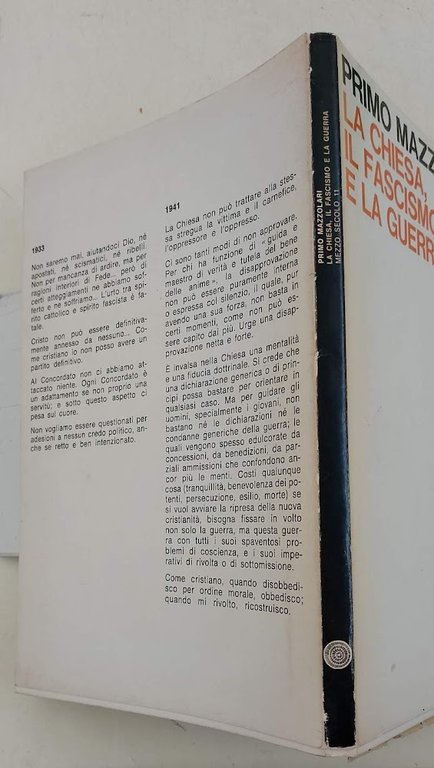 1933
Non saremo mai, aiutandoci Dio, né
apostati, né scismatici, né ribelli.
Non per mancanza di ardire, ma per
ragioni interiori di Fede... però di
certi atteggiamenti ne abbiamo sof-
ferto e ne soffriamo... L'urto tra spi-
rito cattolico e spirito fascista è fa-
tale.
Cristo non può essere definitiva-
mente annesso da nessuno... Co-
me cristiano io non posso avere un
partito definitivo.
Al Concordato non ci abbiamo at-
taccato niente. Ogni Concordato è
un adattamento se non proprio una
servitù; e sotto questo aspetto ci
pesa sul cuore.
Non vogliamo essere questionati per
adesioni a nessun credo politico, an-
che se retto e ben intenzionato.
1941
La Chiesa non può trattare alla stes-
sa stregua la vittima e il carnefice,
l'oppressore e l'oppresso.
Ci sono tanti modi di non approvare.
Per chi ha funzione di « guida e
maestro di verità e tutela del bene
delle anime », la disapprovazione
non può essere puramente interna
o espressa col silenzio, il quale, pur
avendo una sua forza, non basta in
certi momenti, come non può es-
sere capito dai più. Urge una disap-
provazione netta e forte.
È invalsa nella Chiesa una mentalità
e una fiducia dottrinale. Si crede che
una dichiarazione generica o di prin-
cipi possa bastare per orientare in
qualsiasi caso. Ma per guidare gli
uomini, specialmente i giovani, non
bastano né le dichiarazioni né le
condanne generiche della guerra; le
quali vengono spesso edulcorate da
concessioni, da benedizioni, da par-
ziali ammissioni che confondono an-
cor più le menti. Costi qualunque
cosa (tranquillità, benevolenza dei po-
tenti, persecuzione, esilio, morte) se
si vuol avviare la ripresa della nuova
cristianità, bisogna fissare in volto
non solo la guerra, ma questa guer-
ra con tutti i suoi spaventosi pro-
blemi di coscienza, e i suoi impe-
rativi di rivolta o di sottomissione.
Come cristiano, quando disobbedi-
sco per ordine morale, obbedisco;
quando mi rivolto, ricostruisco.
PRIMO MAZZOLARI
LA CHIESA, IL FASCISMO E LA GUERRA
MEZZO SECOLO 11
PRIMO MAZZ
LA CHIESA,
IL FASCISMO
E LA GUERR